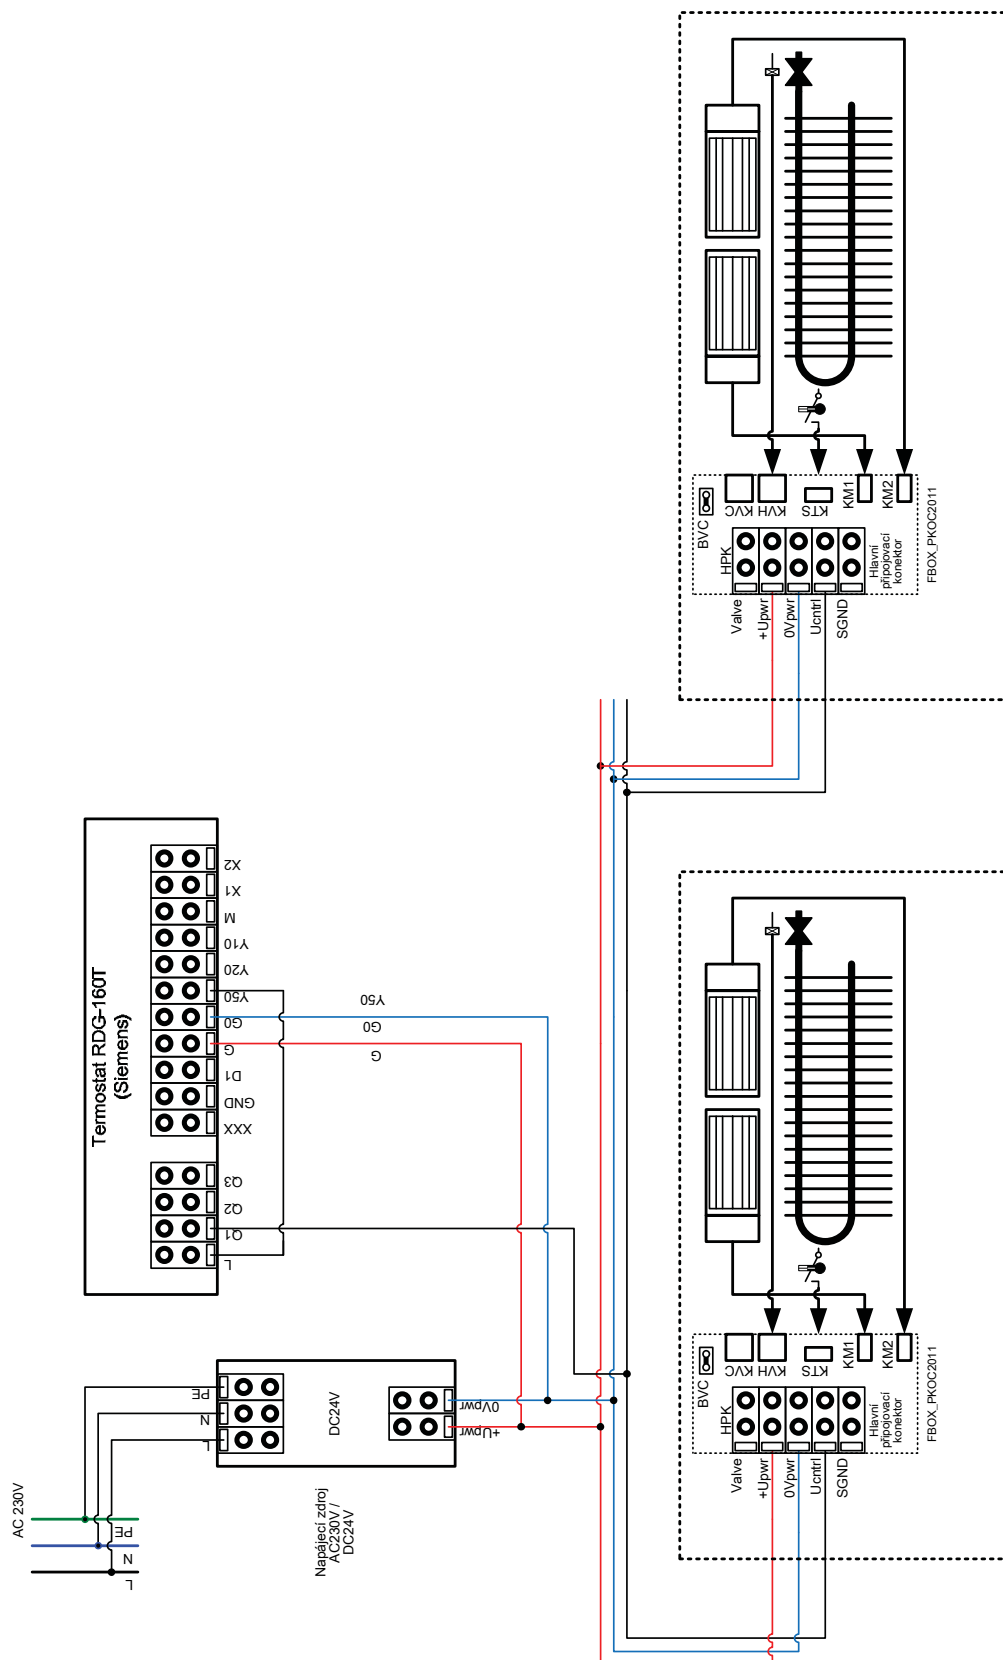 BVC
KVC
KVH
KTS
KM1
KM2
HPK
Hlavní
připojovací
konektor
FBOX_PKOC2011
Valve
+Upwr
0Vpwr
Ucntrl
SGND
Termostat RDG-160T
(Siemens)
X2
X1
M
Y10
Y20
Y50
G0
G
D1
GND
XXX
Q3
Q2
Q1
L
Y50
G0
G
BVC
KVC
KVH
KTS
KM1
KM2
HPK
Hlavní
připojovací
konektor
FBOX_PKOC2011
Valve
+Upwr
0Vpwr
Ucntrl
SGND
PE
N
L
DC24V
0Vpwr
+Upwr
Napájecí zdroj
AC230V /
DC24V
AC 230V
PE
N
L